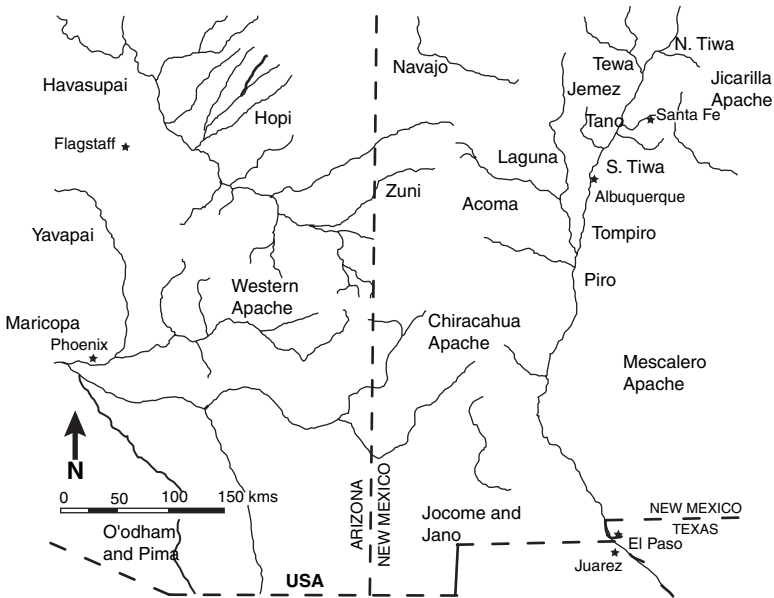 N. Tiwa
Tewa
Navajo
Jicarilla
Apache
Havasupai
Jemez
Hopi
Tano
Santa Fe
Flagstaff
Laguna
S. Tiwa
Zuni
Albuquerque
Acoma
Yavapai
Tompiro
Piro
Western
Apache
Maricopa
Phoenix
Chiracahua
Apache
Mescalero
Apache
N
0 50 100 150 kms
ARIZONA
NEW MEXICO
O'odham
and Pima
Jocome and
Jano
NEW MEXICO
TEXAS
El Paso
Juarez
USA